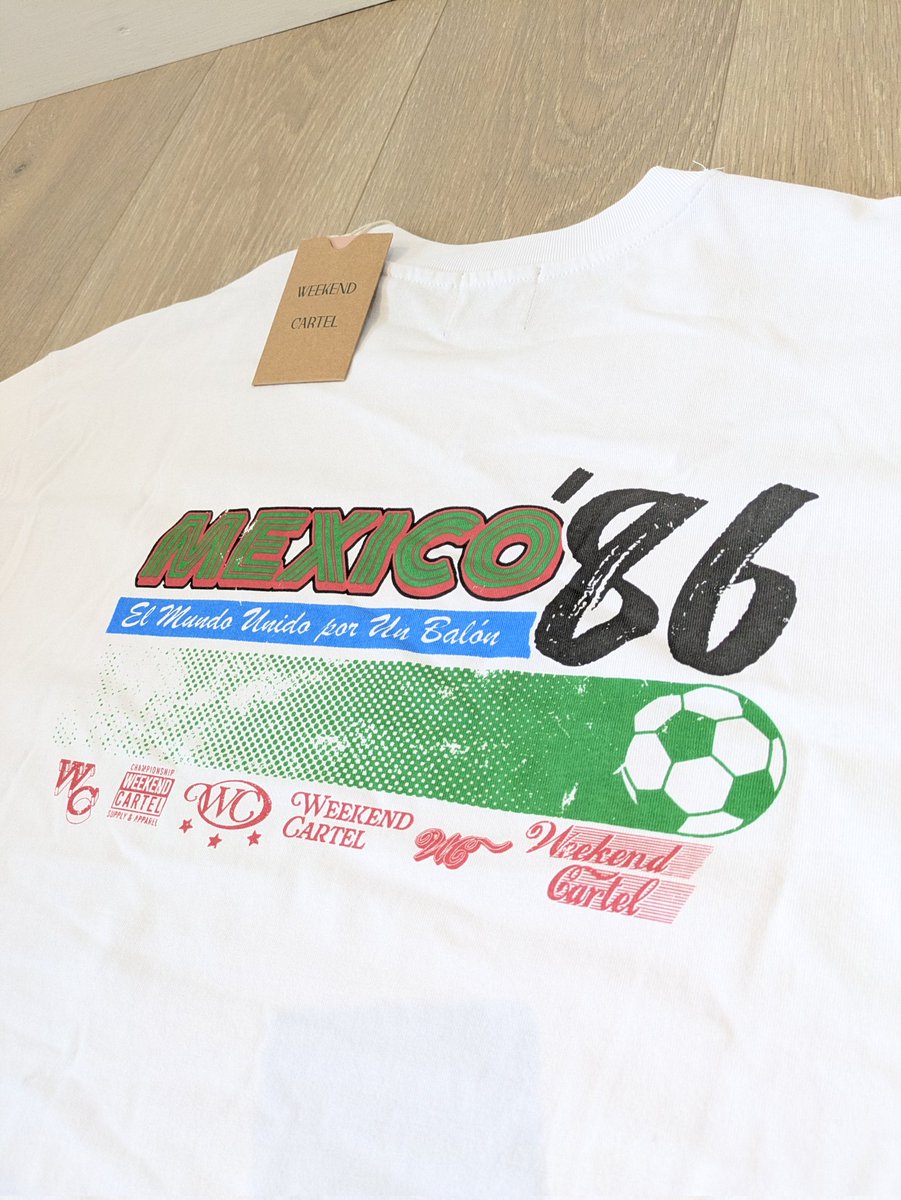 WEEKEND
CARTEL
MEXICO '86
El Mundo Unido por Un Balón
WC
CHAMPIONSHIP
WEEKEND
CARTEL
SUPPLY & APPAREL
WC
WEEKEND
CARTEL
WC
Weekend
Cartel